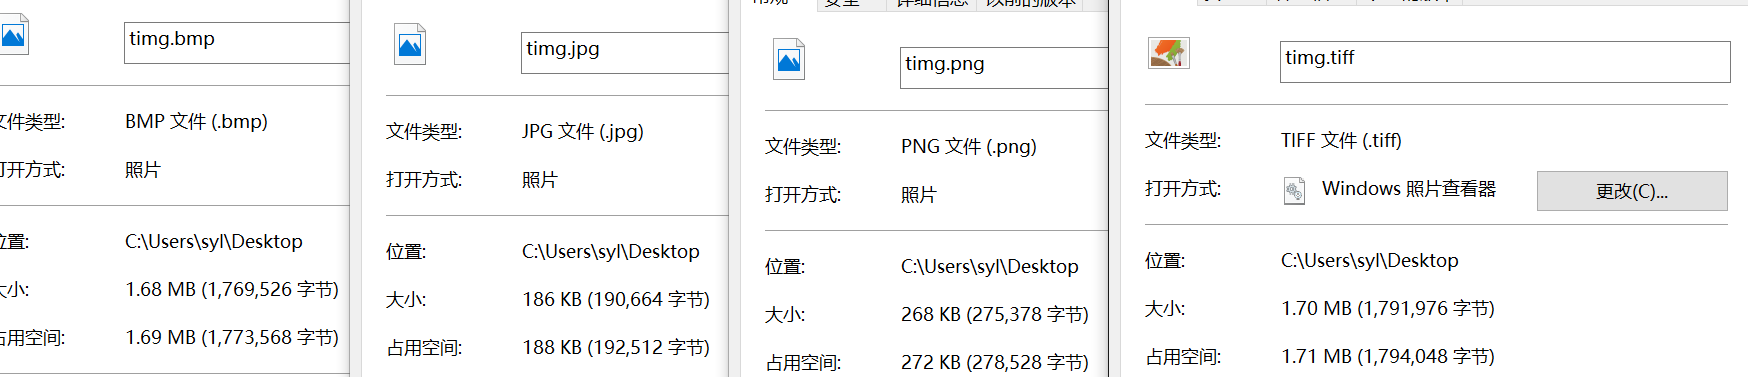 timg.bmp
文件类型:
BMP 文件 (.bmp)
打开方式:
照片
位置:
C:\Users\syl\Desktop
大小:
1.68 MB (1,769,526 字节)
占用空间:
1.69 MB (1,773,568 字节)
timg.jpg
文件类型:
JPG 文件 (.jpg)
打开方式:
照片
位置:
C:\Users\syl\Desktop
大小:
186 KB (190,664 字节)
占用空间:
188 KB (192,512 字节)
常规 安全 详细信息 以前的版本
timg.png
文件类型:
PNG 文件 (.png)
打开方式:
照片
位置:
C:\Users\syl\Desktop
大小:
268 KB (275,378 字节)
占用空间:
272 KB (278,528 字节)
timg.tiff
文件类型:
TIFF 文件 (.tiff)
打开方式:
Windows 照片查看器
更改(C)...
位置:
C:\Users\syl\Desktop
大小:
1.70 MB (1,791,976 字节)
占用空间:
1.71 MB (1,794,048 字节)